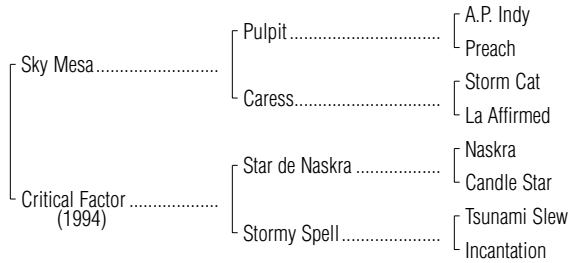 A.P. Indy
Pulpit
Preach
Sky Mesa
Storm Cat
Caress
La Affirmed
Naskra
Star de Naskra
Candle Star
Critical Factor
(1994)
Tsunami Slew
Stormy Spell
Incantation